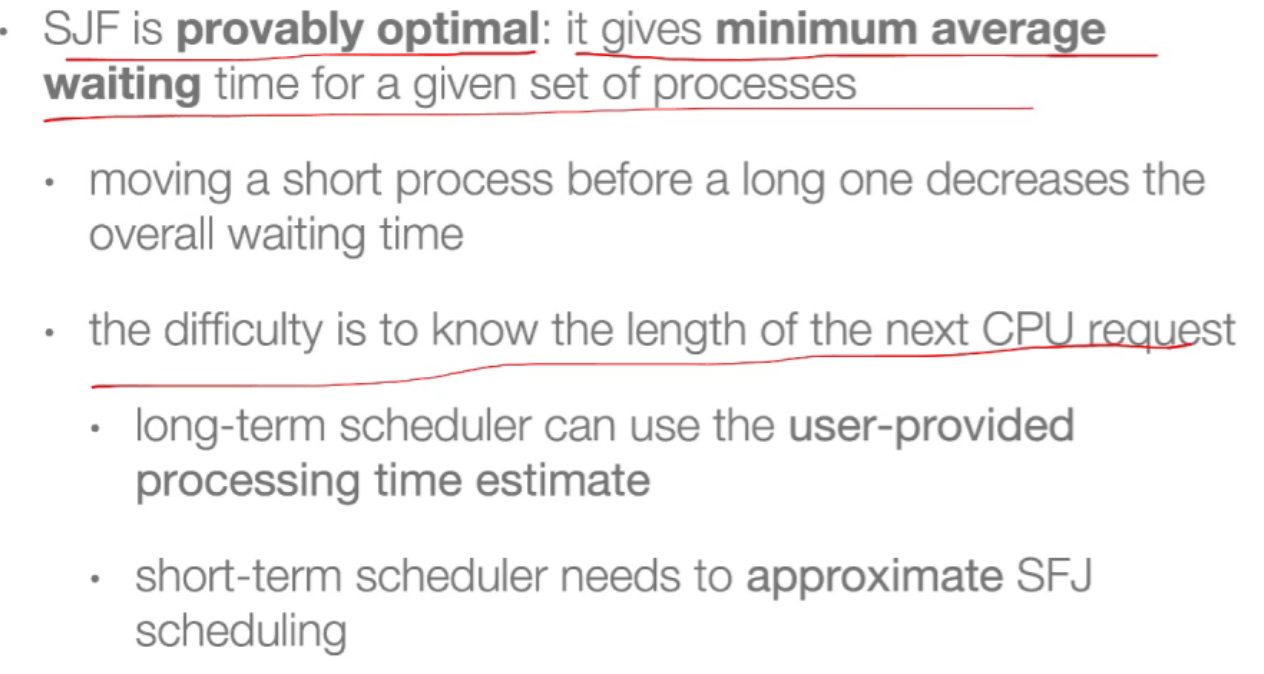 • SJF is provably optimal: it gives minimum average
waiting time for a given set of processes
• moving a short process before a long one decreases the
overall waiting time
• the difficulty is to know the length of the next CPU request
• long-term scheduler can use the user-provided
processing time estimate
• short-term scheduler needs to approximate SFJ
scheduling